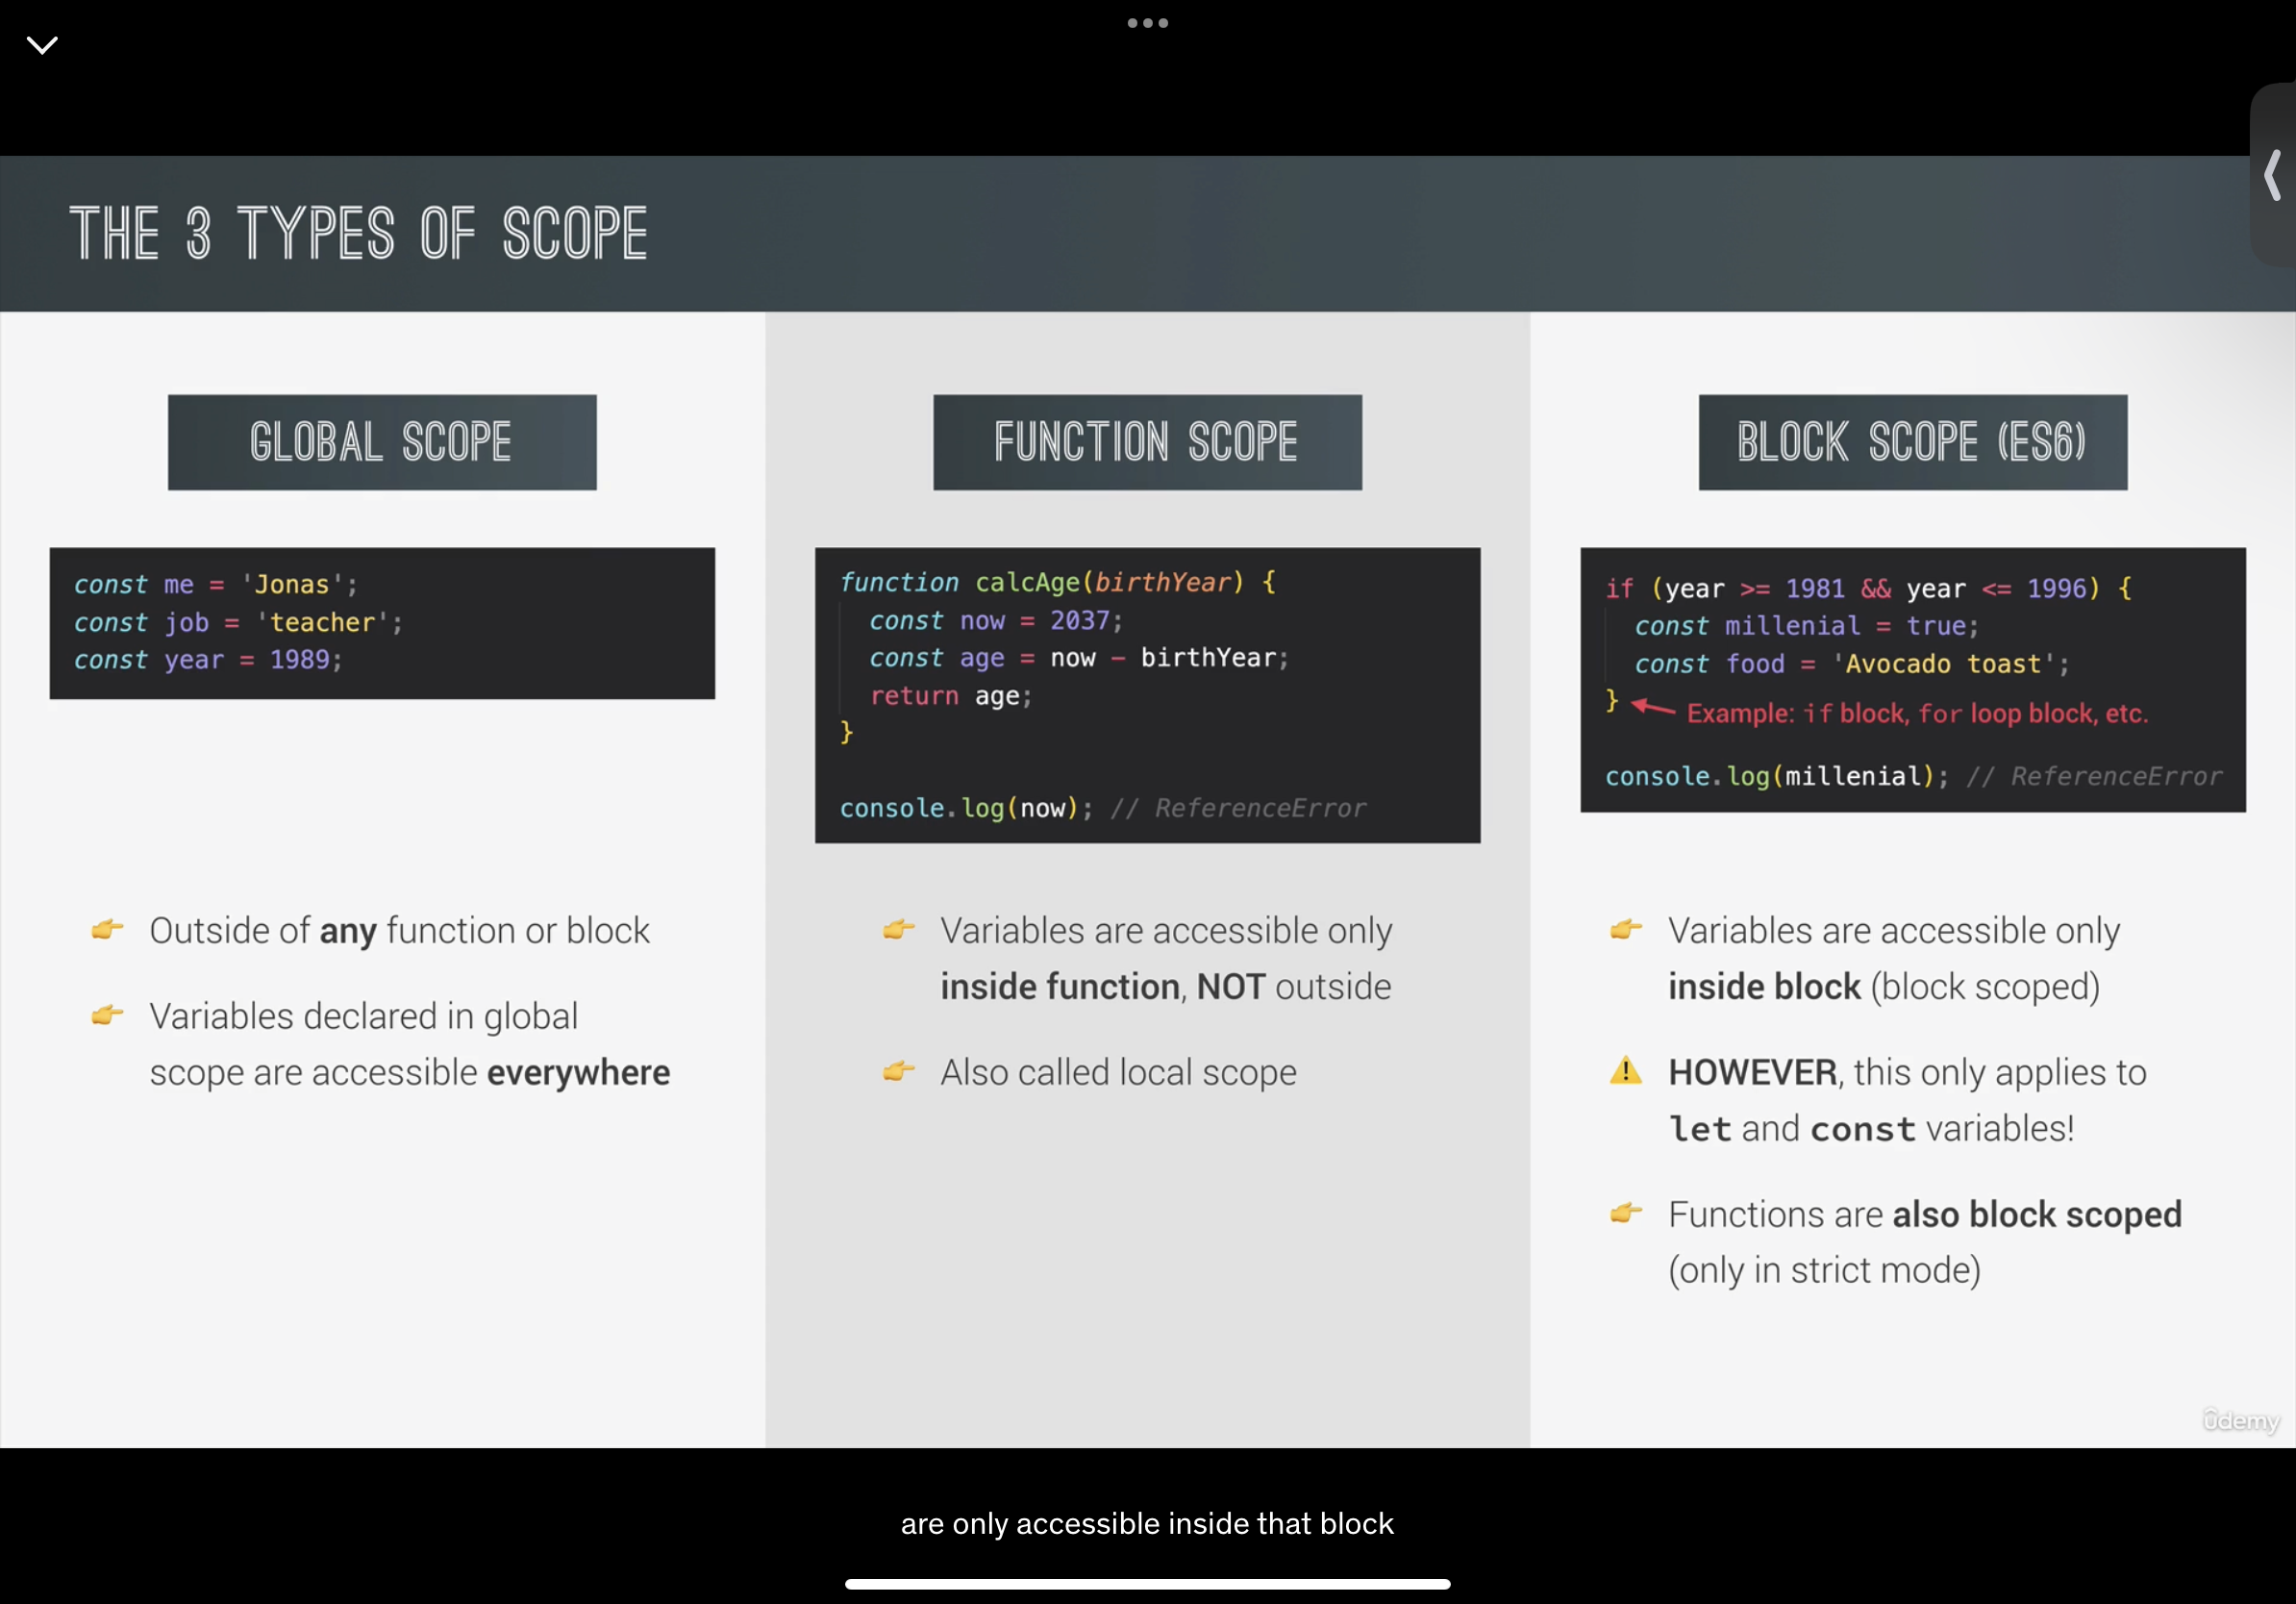 THE 3 TYPES OF SCOPE
GLOBAL SCOPE
const me = 'Jonas';
const job = 'teacher';
const year = 1989;
Outside of any function or block
Variables declared in global
scope are accessible everywhere
FUNCTION SCOPE
function calcAge(birthYear) {
const now = 2037;
const age = now − birthYear;
return age;
}
console.log(now); // ReferenceError
Variables are accessible only
inside function, NOT outside
Also called local scope
BLOCK SCOPE (ES6)
if (year >= 1981 && year <= 1996) {
const millenial = true;
const food = 'Avocado toast';
}
Example: if block, for loop block, etc.
console.log(millenial); // ReferenceError
Variables are accessible only
inside block (block scoped)
HOWEVER, this only applies to
let and const variables!
Functions are also block scoped
(only in strict mode)
ûdemy
are only accessible inside that block